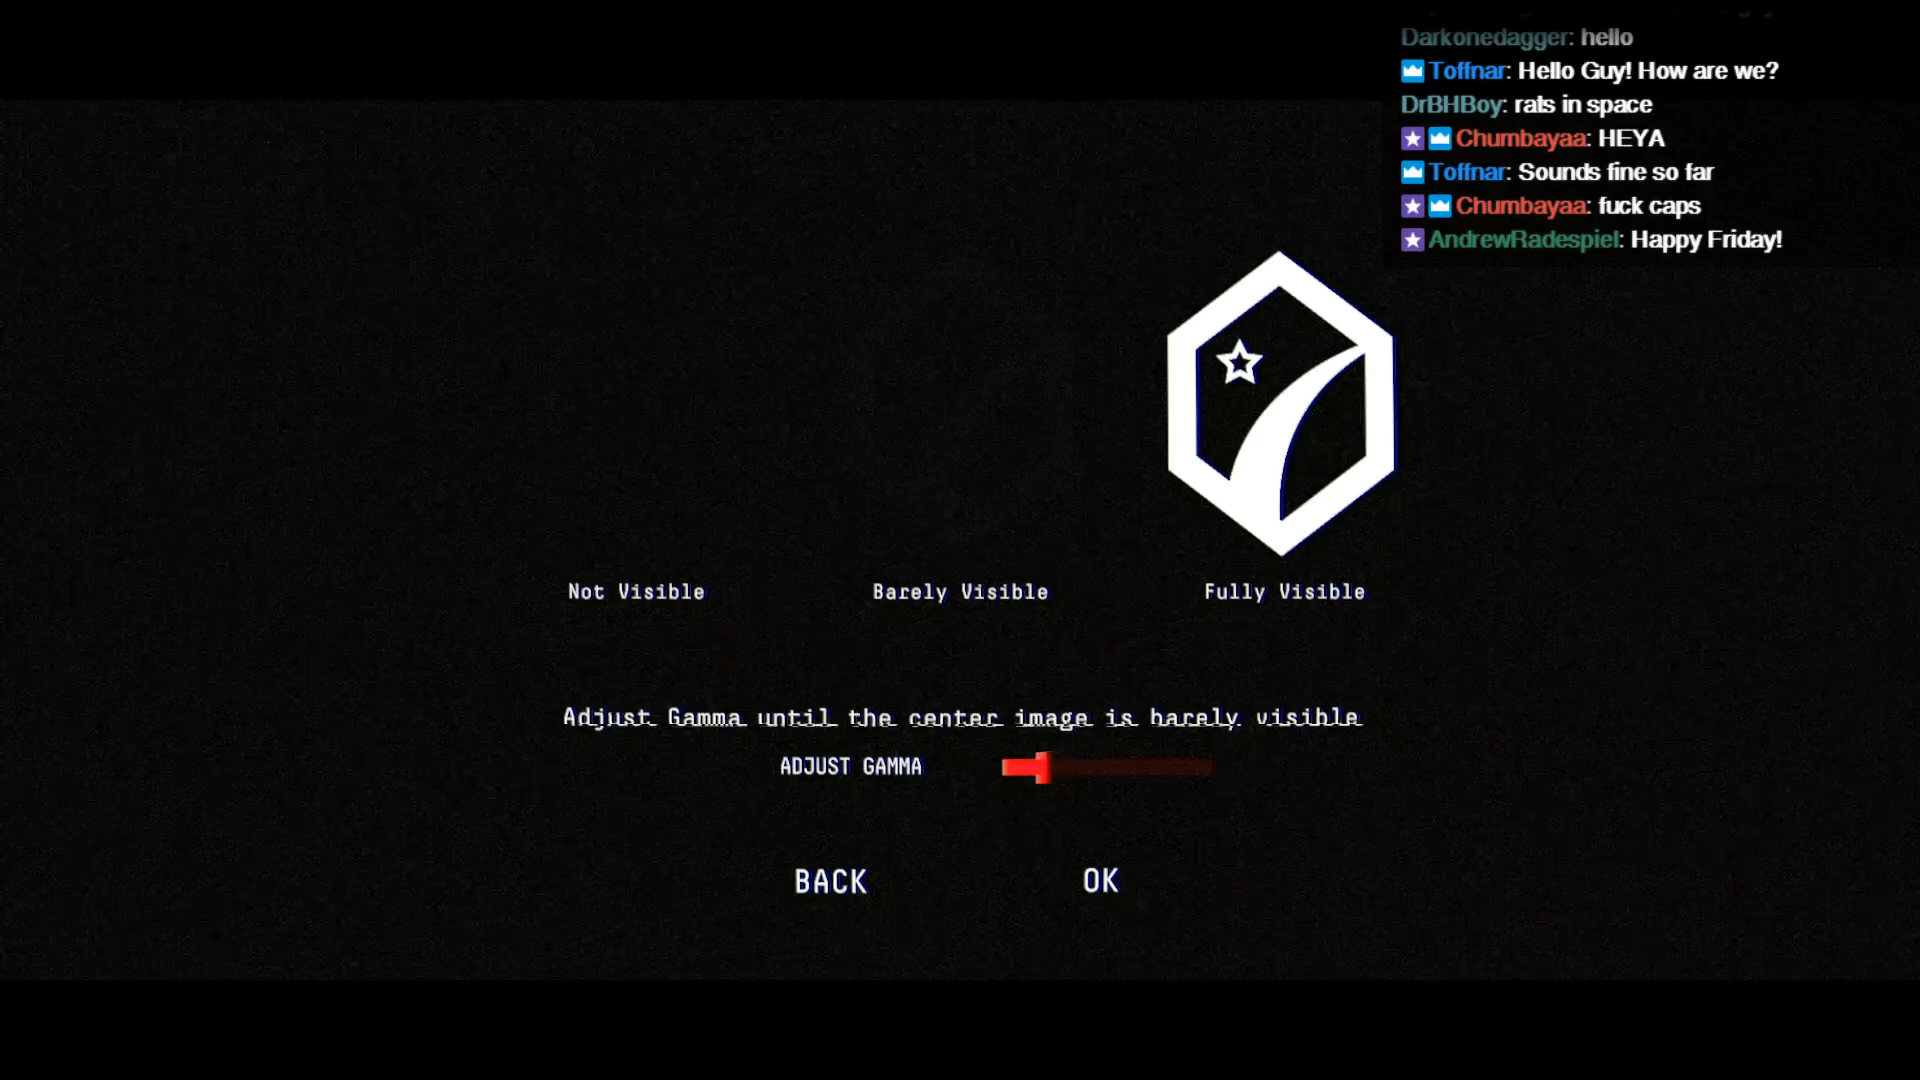 Darkonedagger: hello
Toffnar: Hello Guy! How are we?
DrBHBoy: rats in space
Chumbayaa: HEYA
Toffnar: Sounds fine so far
Chumbayaa: fuck caps
AndrewRadespiel: Happy Friday!
Not Visible
Barely Visible
Fully Visible
Adjust Gamma until the center image is barely visible
ADJUST GAMMA
BACK
OK